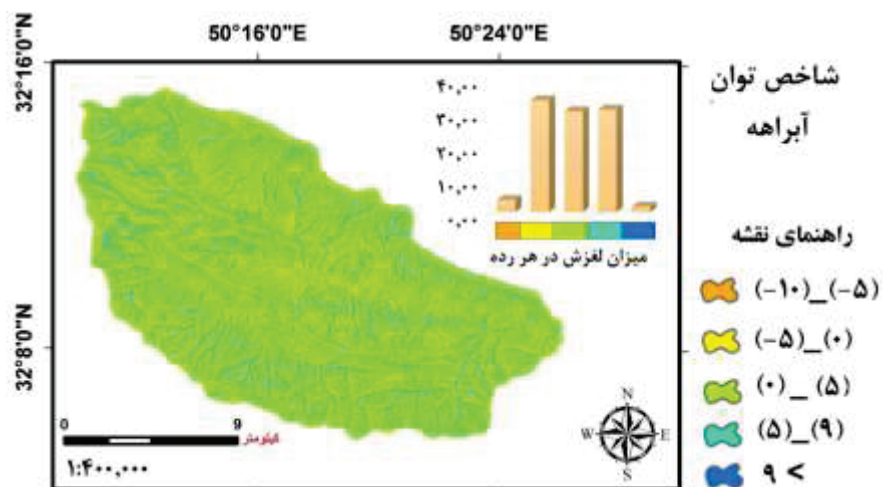 50°16'0"E
50°24'0"E
32°16'0"N
32°8'0"N
شاخص توان
آبراهه
۴۰,۰۰
۳۰,۰۰
۲۰,۰۰
۱۰,۰۰
۰,۰۰
میزان لغزش در هر رده
راهنمای نقشه
(-۱۰)_(-۵)
(-۵)_(۰)
(۰)_(۵)
(۵)_(۹)
۹ <
N
W
E
S
0
9
کیلومتر
۱:۴۰۰,۰۰۰